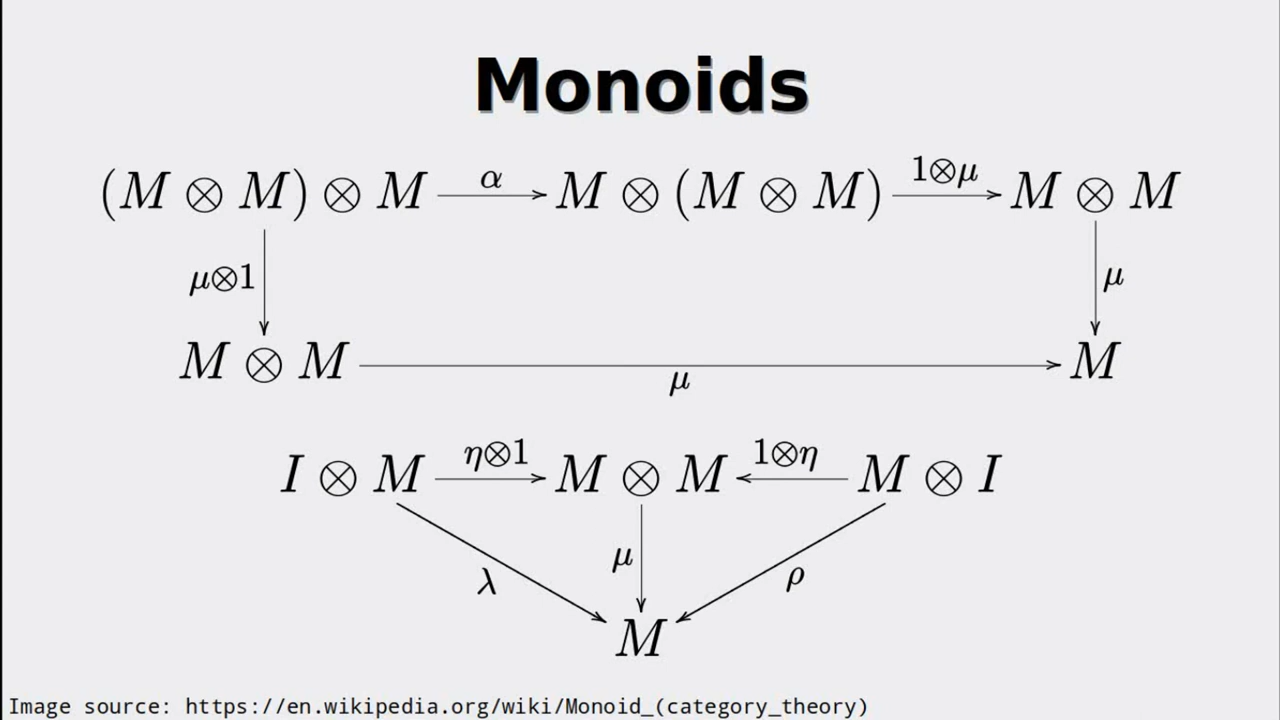 Monoids
(M ⊗ M) ⊗ M α M ⊗ (M ⊗ M) 1⊗μ M ⊗ M
μ⊗1 μ
M ⊗ M μ M
I ⊗ M η⊗1 M ⊗ M 1⊗η M ⊗ I
λ μ ρ
M
Image source: https://en.wikipedia.org/wiki/Monoid_(category_theory)